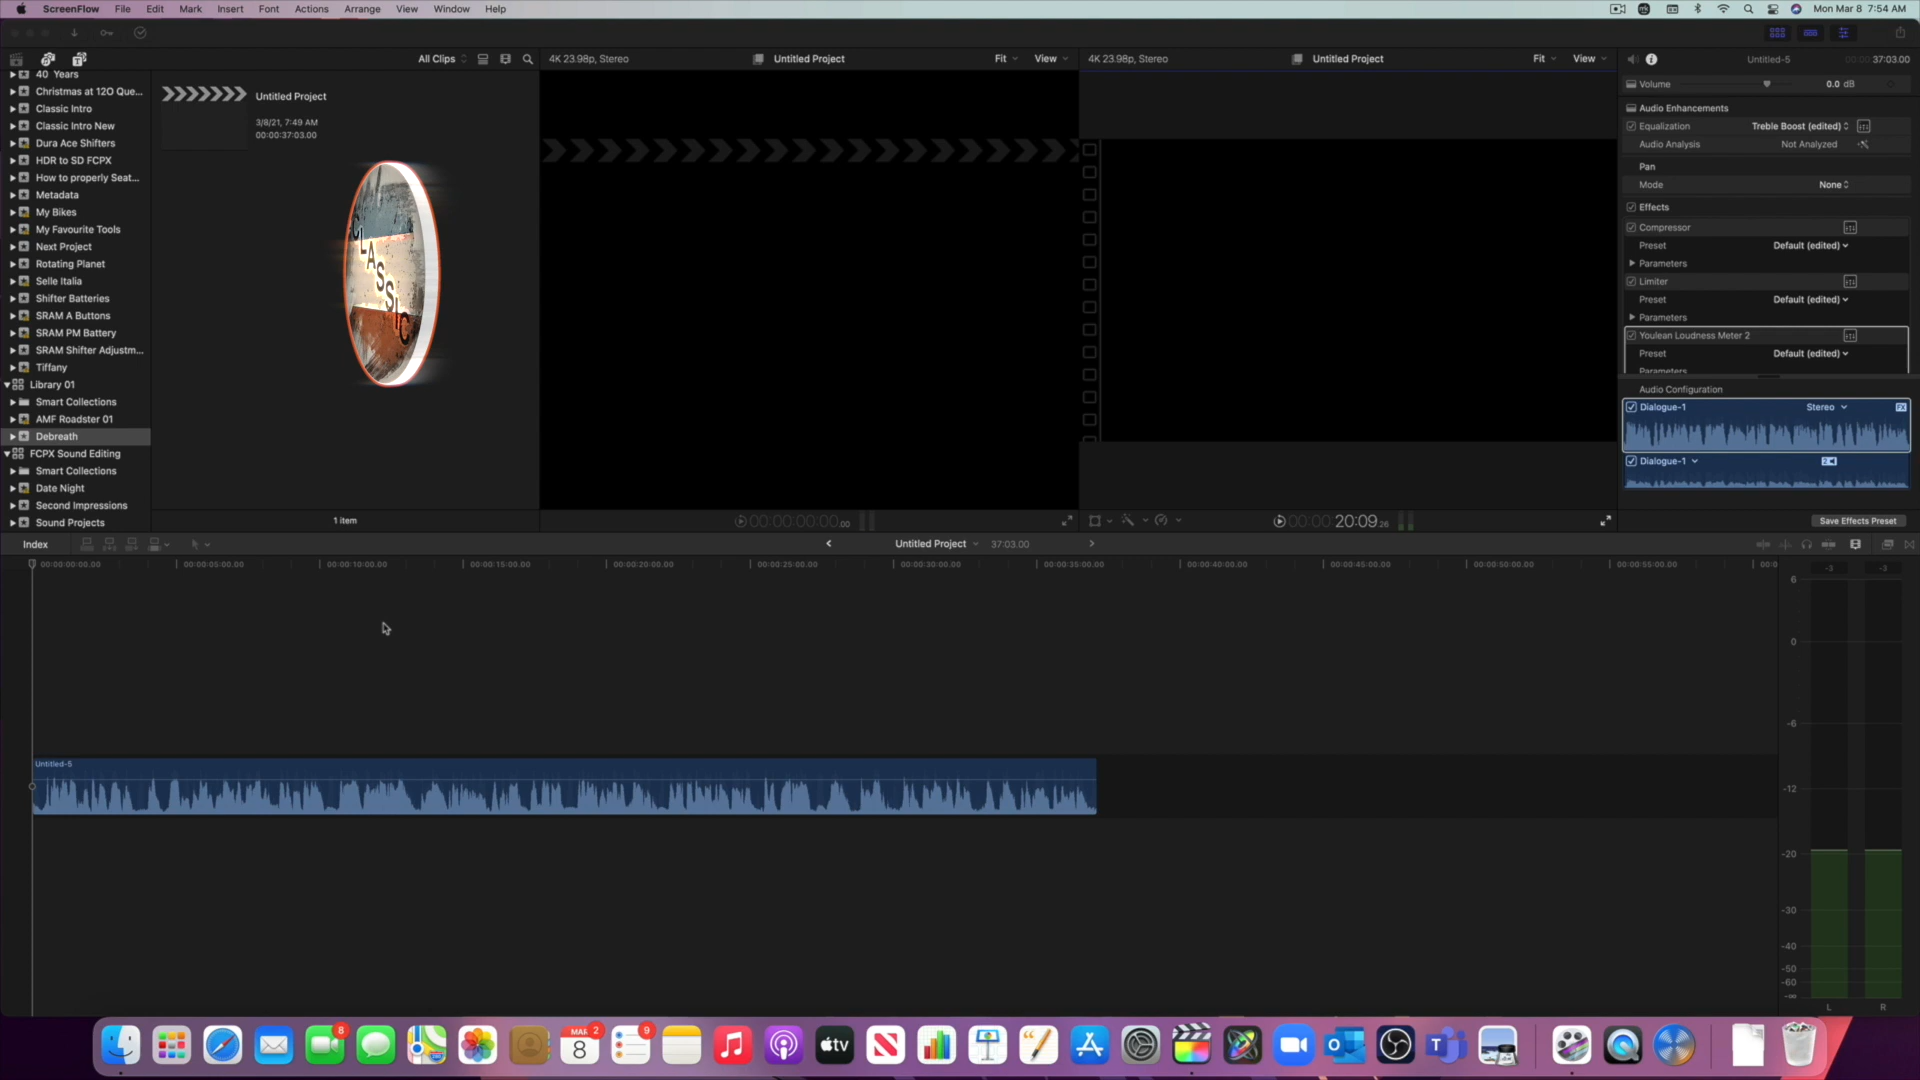 ScreenFlow File Edit Mark Insert Font Actions Arrange View Window Help Mon Mar 8 7:54 AM
All Clips 4K 23.98p, Stereo Untitled Project Fit View 4K 23.98p, Stereo Untitled Project Fit View Untitled-5 37:03.00
40 Years
Christmas at 12O Que...
Classic Intro
Classic Intro New
Dura Ace Shifters
HDR to SD FCPX
How to properly Seat...
Metadata
My Bikes
My Favourite Tools
Next Project
Rotating Planet
Selle Italia
Shifter Batteries
SRAM A Buttons
SRAM PM Battery
SRAM Shifter Adjustm...
Tiffany
Library 01
Smart Collections
AMF Roadster 01
Debreath
FCPX Sound Editing
Smart Collections
Date Night
Second Impressions
Sound Projects
Untitled Project
3/8/21, 7:49 AM
00:00:37:03.00
CLASSIC
1 item
00:00:00:00.00
00:00:20:09.26
Volume 0.0 dB
Audio Enhancements
Equalization Treble Boost (edited)
Audio Analysis Not Analyzed
Pan
Mode None
Effects
Compressor
Preset Default (edited)
Parameters
Limiter
Preset Default (edited)
Parameters
Youlean Loudness Meter 2
Preset Default (edited)
Parameters
Audio Configuration
Dialogue-1 Stereo
Dialogue-1
Save Effects Preset
Index Untitled Project 37:03.00
00:00:00:00.00 00:00:05:00.00 00:00:10:00.00 00:00:15:00.00 00:00:20:00.00 00:00:25:00.00 00:00:30:00.00 00:00:35:00.00 00:00:40:00.00 00:00:45:00.00 00:00:50:00.00 00:00:55:00.00 00:0
Untitled-5
-3 -3
6
0
-6
-12
-20
-30
-40
-50
-60
-∞
L R
8 MAR 2 8 9 tv